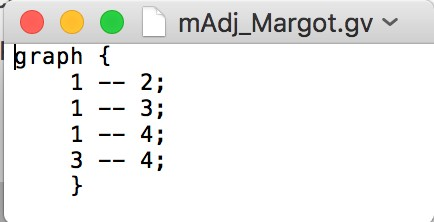 mAdj_Margot.gv
graph {
    1 -- 2;
    1 -- 3;
    1 -- 4;
    3 -- 4;
    }